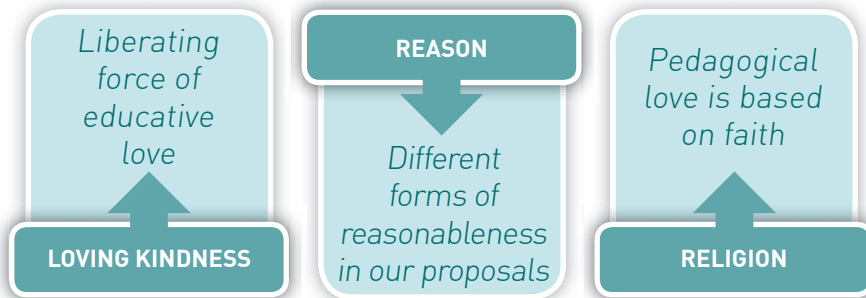 Liberating
force of
educative
love
LOVING KINDNESS
REASON
Different
forms of
reasonableness
in our proposals
Pedagogical
love is based
on faith
RELIGION